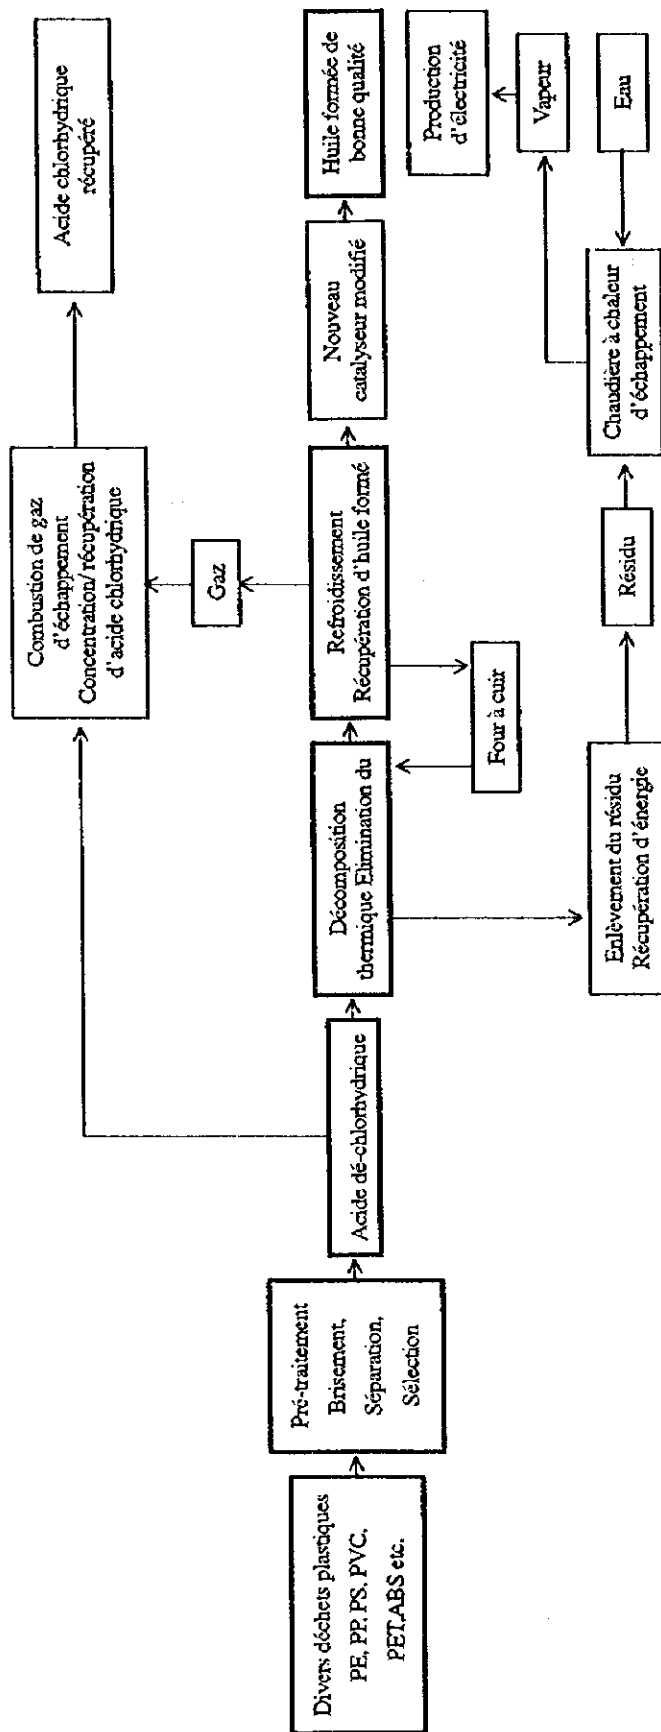 Divers déchets plastiques
PE, PP, PS, PVC,
PET,ABS etc.
Pré-traitement
Brisement,
Séparation,
Sélection
Acide dé-chlorhydrique
Décomposition
thermique Elimination du
Refroidissement
Récupération d'huile formé
Nouveau
catalyseur modifié
Huile formée de
bonne qualité
Combustion de gaz
d'échappement
Concentration/récupération
d'acide chlorhydrique
Acide chlorhydrique
récupéré
Gaz
Four à cuir
Enlèvement du résidu
Récupération d'énergie
Résidu
Chaudière à chaleur
d'échappement
Eau
Vapeur
Production
d'électricité